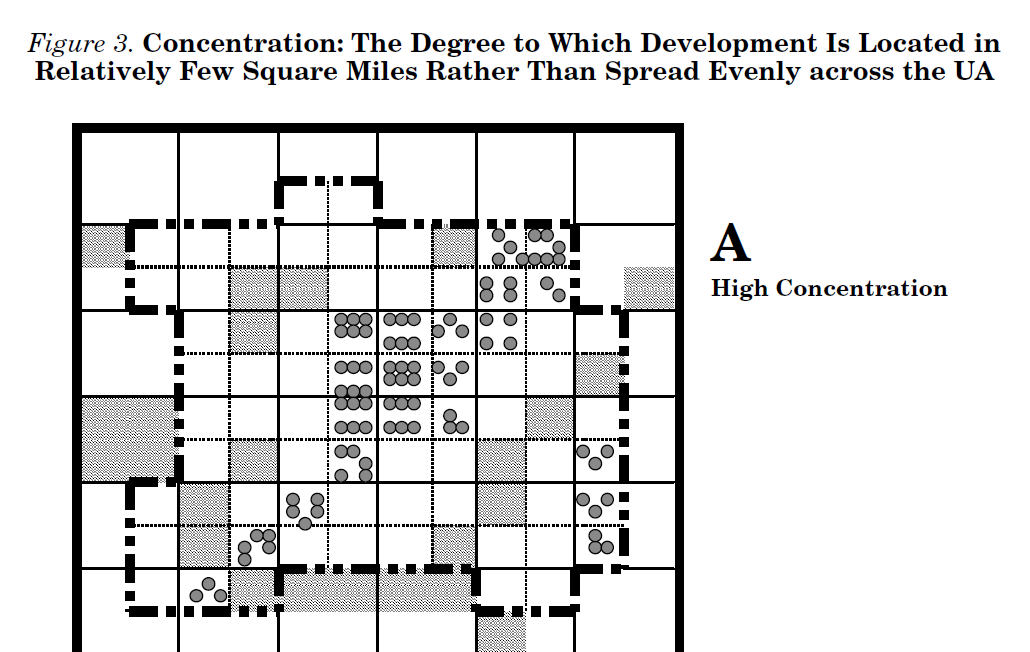 Figure 3. Concentration: The Degree to Which Development Is Located in
Relatively Few Square Miles Rather Than Spread Evenly across the UA
A
High Concentration